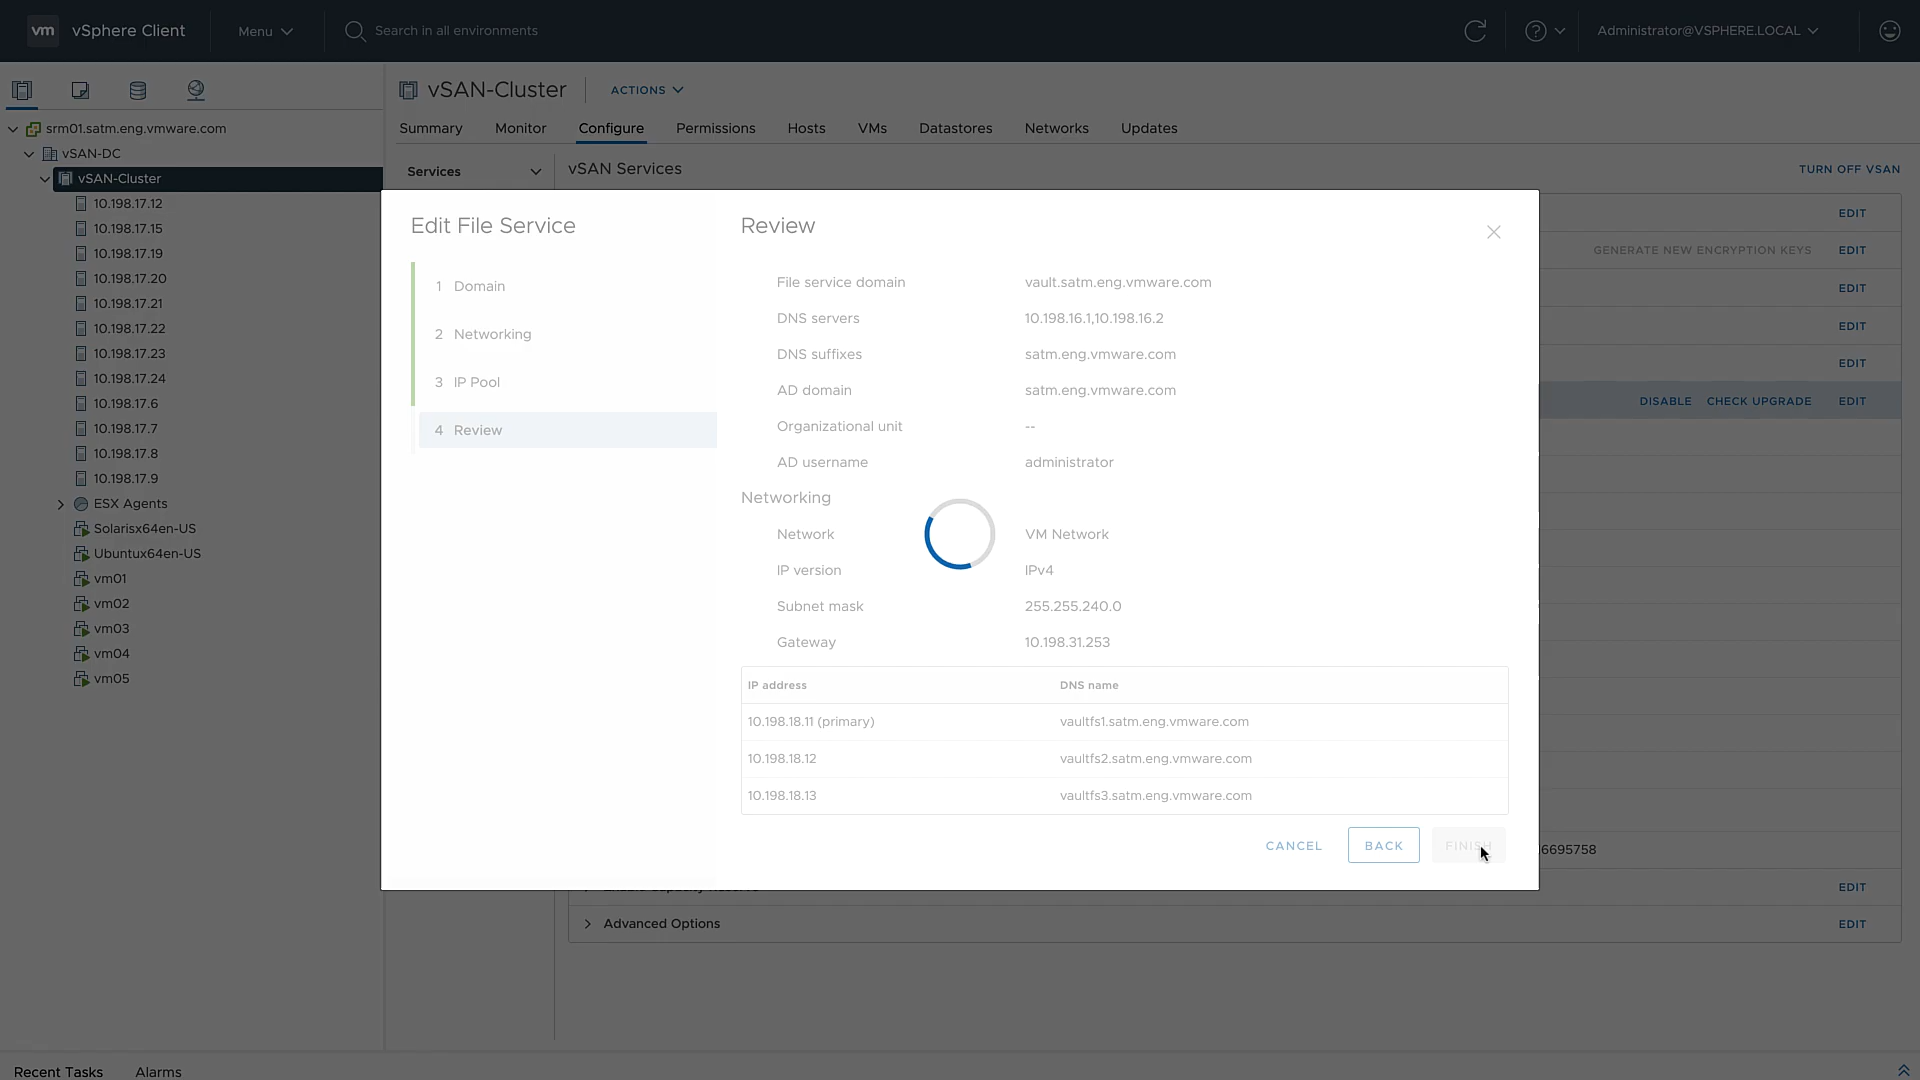 vm vSphere Client Menu Search in all environments Administrator@VSPHERE.LOCAL
srm01.satm.eng.vmware.com
vSAN-DC
vSAN-Cluster
10.198.17.12
10.198.17.15
10.198.17.19
10.198.17.20
10.198.17.21
10.198.17.22
10.198.17.23
10.198.17.24
10.198.17.6
10.198.17.7
10.198.17.8
10.198.17.9
ESX Agents
Solarisx64en-US
Ubuntux64en-US
vm01
vm02
vm03
vm04
vm05
vSAN-Cluster ACTIONS
Summary Monitor Configure Permissions Hosts VMs Datastores Networks Updates
Services
vSAN Services TURN OFF VSAN
EDIT
GENERATE NEW ENCRYPTION KEYS EDIT
EDIT
EDIT
EDIT
DISABLE CHECK UPGRADE EDIT
Edit File Service
1 Domain
2 Networking
3 IP Pool
4 Review
Review
File service domain vault.satm.eng.vmware.com
DNS servers 10.198.16.1,10.198.16.2
DNS suffixes satm.eng.vmware.com
AD domain satm.eng.vmware.com
Organizational unit --
AD username administrator
Networking
Network VM Network
IP version IPv4
Subnet mask 255.255.240.0
Gateway 10.198.31.253
IP address DNS name
10.198.18.11 (primary) vaultfs1.satm.eng.vmware.com
10.198.18.12 vaultfs2.satm.eng.vmware.com
10.198.18.13 vaultfs3.satm.eng.vmware.com
CANCEL BACK FINISH
6695758
EDIT
Advanced Options EDIT
Recent Tasks Alarms